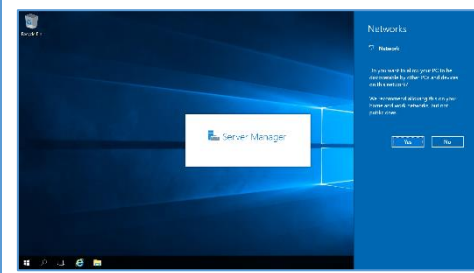 Recycle Bin
Server Manager
Networks
Network
Do you want to allow your PC to be
discoverable by other PCs and devices
on this network?
We recommend allowing this on your
home and work networks, but not
public ones.
Yes
No